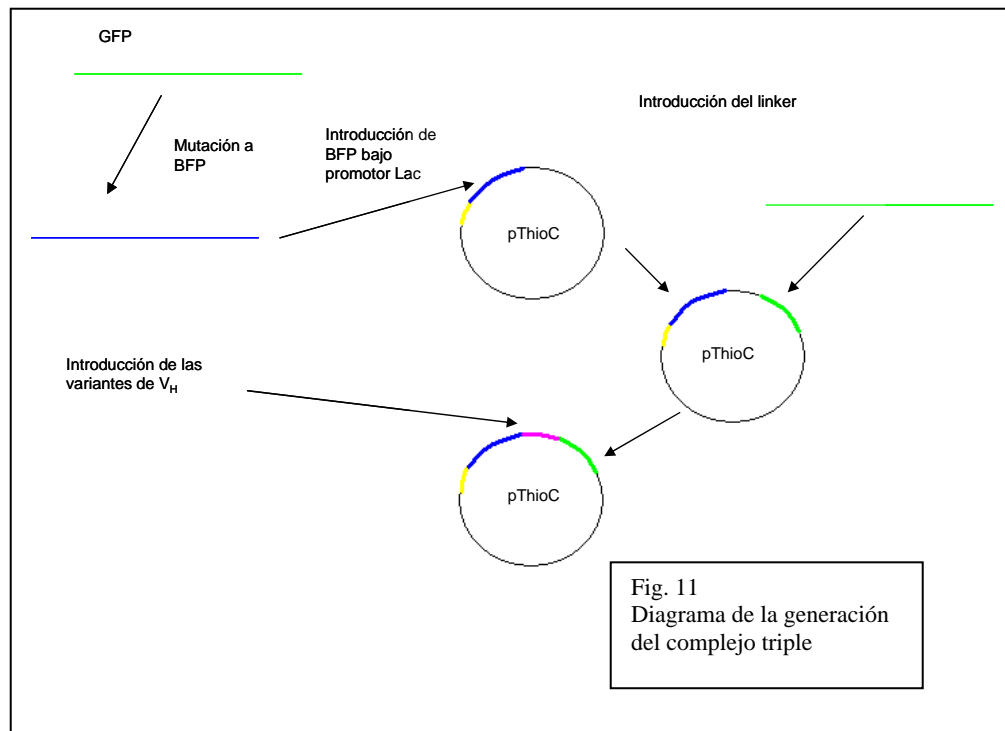 GFP
Introducción del linker
Mutación a
BFP
Introducción de
BFP bajo
promotor Lac
pThioC
pThioC
Introducción de las
variantes de VH
pThioC
Fig. 11
Diagrama de la generación
del complejo triple